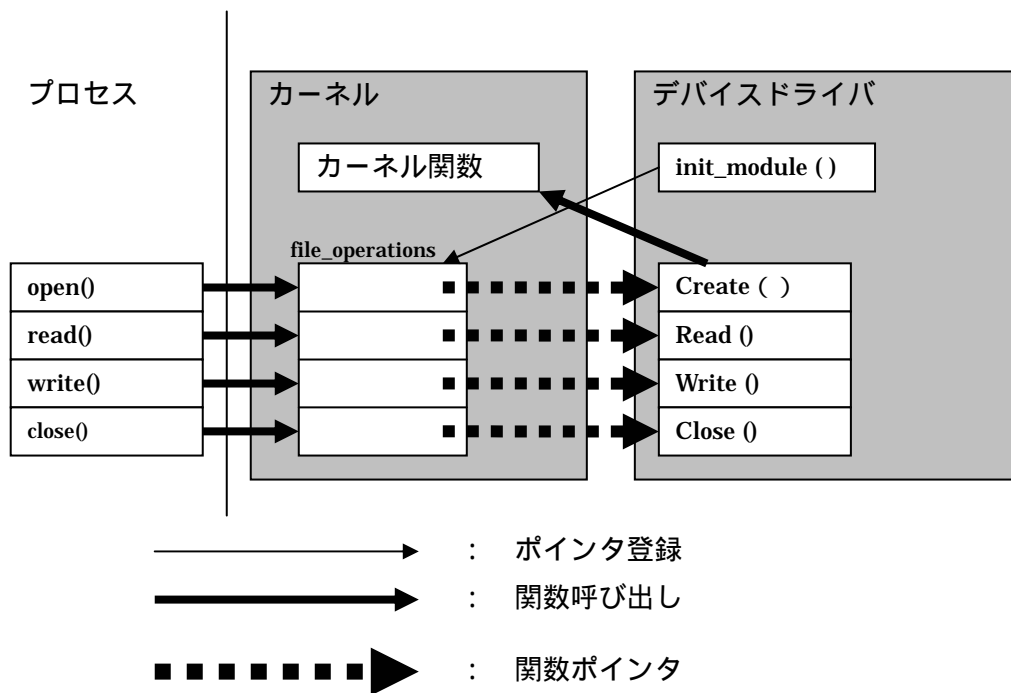 プロセス
カーネル
デバイスドライバ
カーネル関数
init_module ( )
file_operations
open()
Create ( )
read()
Read ()
write()
Write ()
close()
Close ()
: ポインタ登録
: 関数呼び出し
: 関数ポインタ